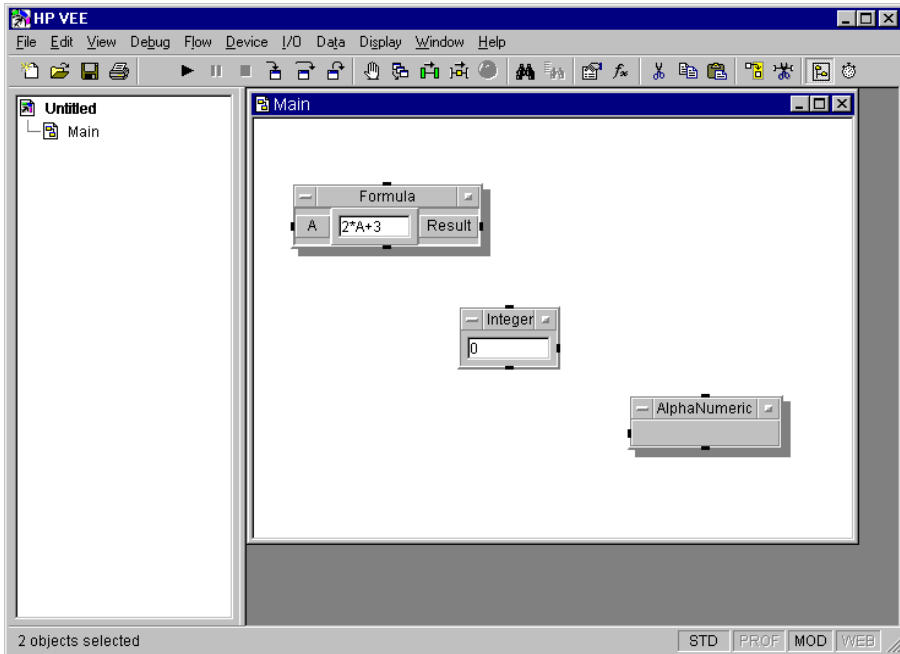 HP VEE
File Edit View Debug Flow Device I/O Data Display Window Help
Untitled
Main
Main
Formula
A 2*A+3 Result
Integer
0
AlphaNumeric
2 objects selected STD PROF MOD WEB